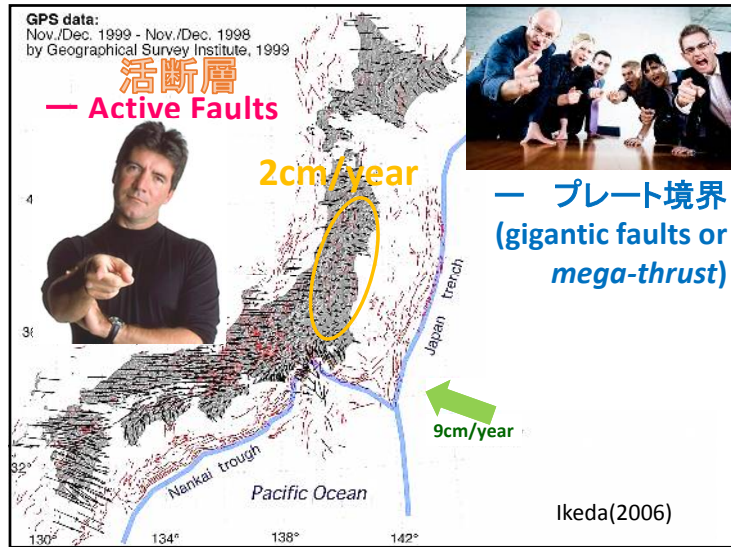 GPS data:
Nov./Dec. 1999 - Nov./Dec. 1998
by Geographical Survey Institute, 1999
活断層
— Active Faults
2cm/year
— プレート境界
(gigantic faults or
mega-thrust)
4
Japan trench
9cm/year
32°
Nankai trough
Pacific Ocean
Ikeda(2006)
130°
134°
138°
142°